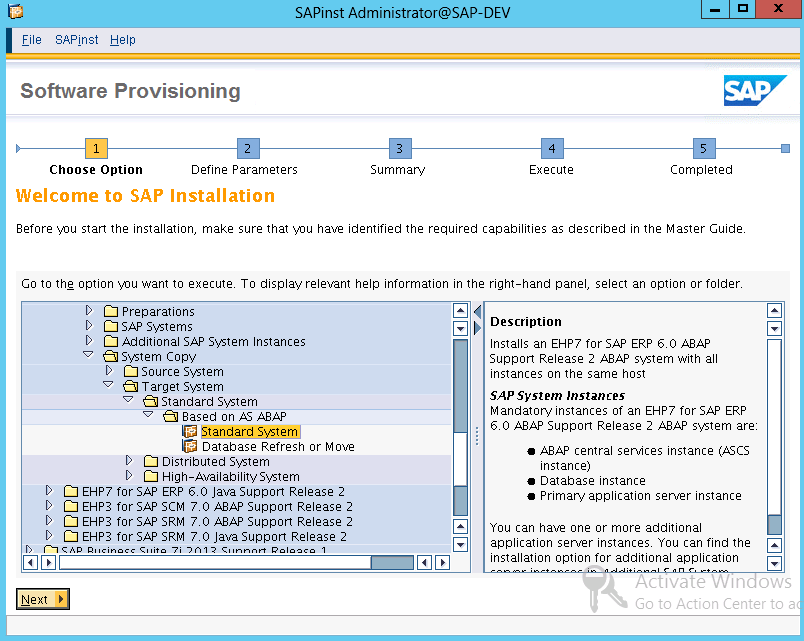 SAPinst Administrator@SAP-DEV
File SAPinst Help
Software Provisioning
SAP
1 2 3 4 5
Choose Option Define Parameters Summary Execute Completed
Welcome to SAP Installation
Before you start the installation, make sure that you have identified the required capabilities as described in the Master Guide.
Go to the option you want to execute. To display relevant help information in the right-hand panel, select an option or folder.
Preparations
SAP Systems
Additional SAP System Instances
System Copy
Source System
Target System
Standard System
Based on AS ABAP
Standard System
Database Refresh or Move
Distributed System
High-Availability System
EHP7 for SAP ERP 6.0 Java Support Release 2
EHP3 for SAP SCM 7.0 ABAP Support Release 2
EHP3 for SAP SRM 7.0 ABAP Support Release 2
EHP3 for SAP SRM 7.0 Java Support Release 2
SAP Business Suite 7i 2013 Support Release 1
Description
Installs an EHP7 for SAP ERP 6.0 ABAP
Support Release 2 ABAP system with all
instances on the same host
SAP System Instances
Mandatory instances of an EHP7 for SAP ERP
6.0 ABAP Support Release 2 ABAP system are:
ABAP central services instance (ASCS
instance)
Database instance
Primary application server instance
You can have one or more additional
application server instances. You can find the
installation option for additional application
server instances in Additional SAP System
Next
Activate Windows
Go to Action Center to ac